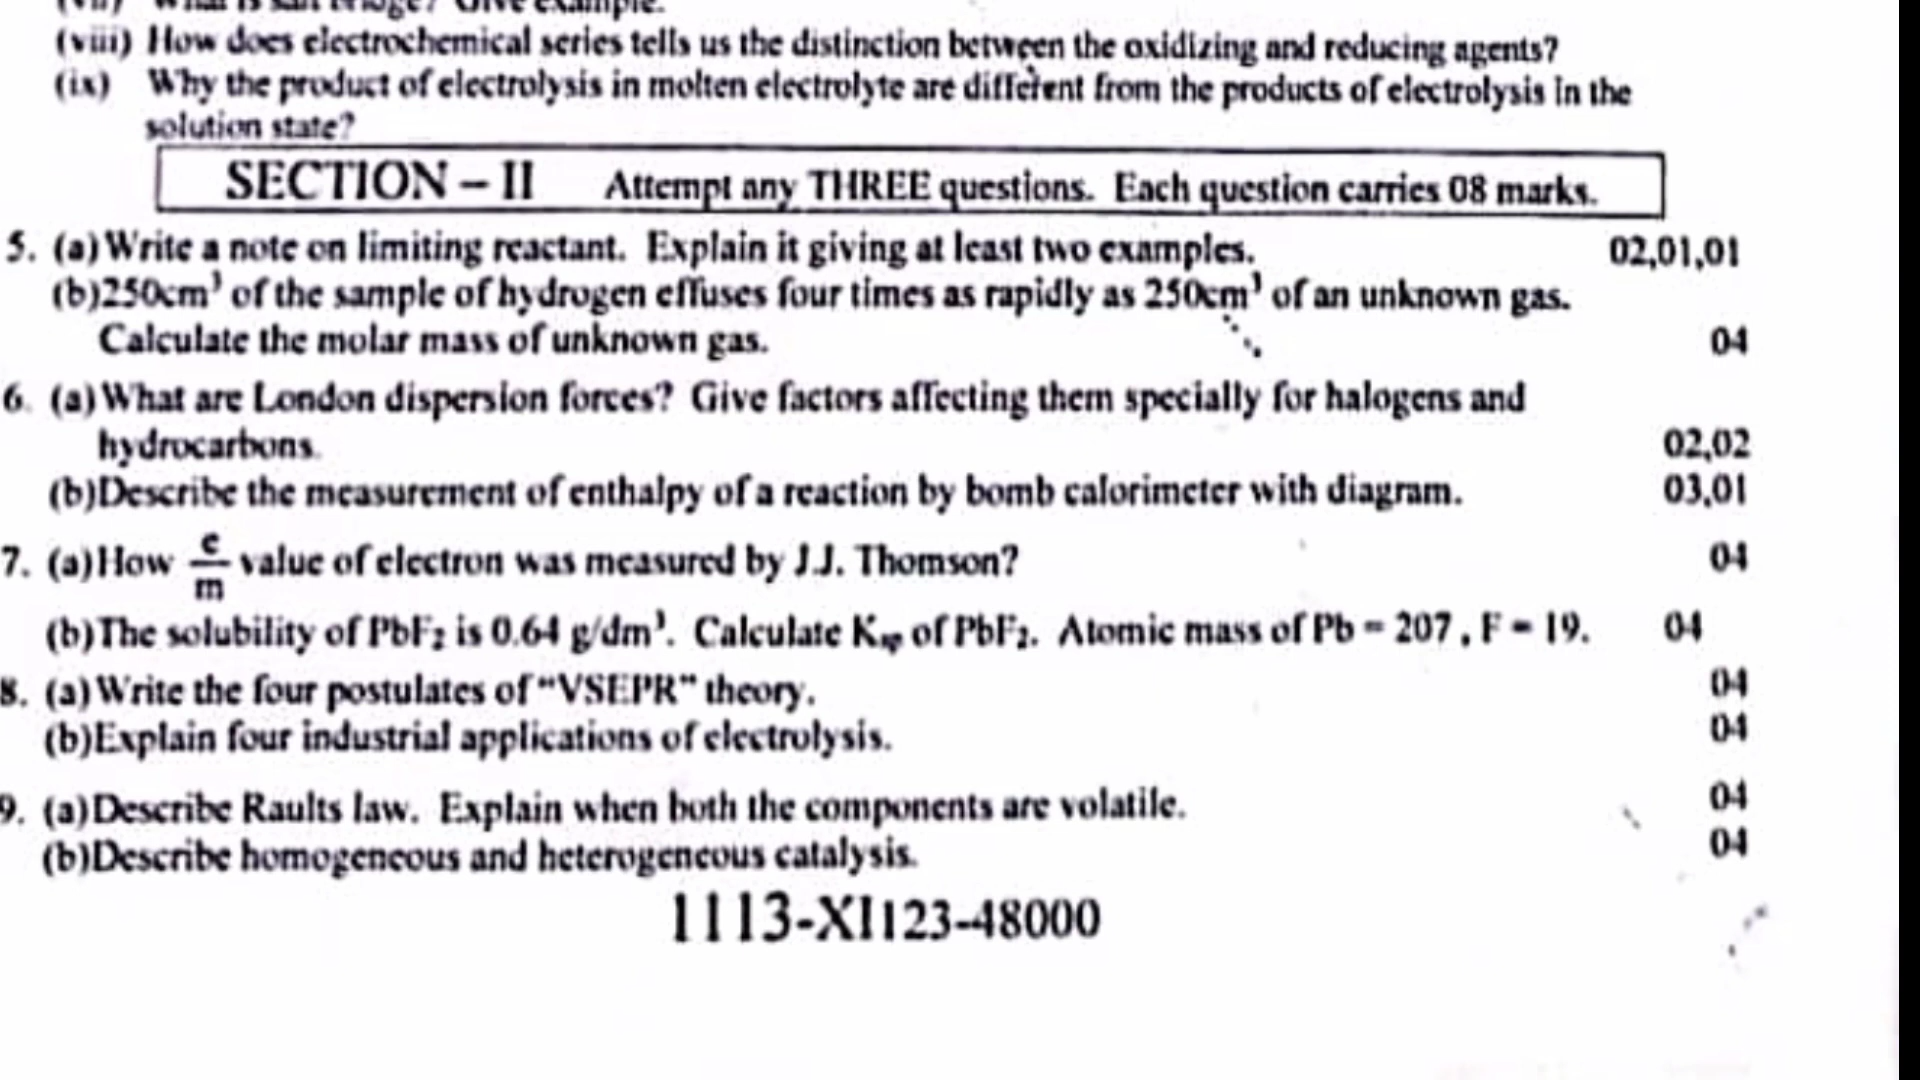 (vii) What is salt bridge? Give example.
(viii) How does electrochemical series tells us the distinction between the oxidizing and reducing agents?
(ix) Why the product of electrolysis in molten electrolyte are different from the products of electrolysis in the
solution state?
SECTION – II Attempt any THREE questions. Each question carries 08 marks.
5. (a) Write a note on limiting reactant. Explain it giving at least two examples. 02,01,01
(b) 250cm³ of the sample of hydrogen effuses four times as rapidly as 250cm³ of an unknown gas.
Calculate the molar mass of unknown gas. 04
6. (a) What are London dispersion forces? Give factors affecting them specially for halogens and
hydrocarbons. 02,02
(b) Describe the measurement of enthalpy of a reaction by bomb calorimeter with diagram. 03,01
7. (a) How e/m value of electron was measured by J.J. Thomson? 04
(b) The solubility of PbF₂ is 0.64 g/dm³. Calculate Ksp of PbF₂. Atomic mass of Pb = 207 , F = 19. 04
8. (a) Write the four postulates of “VSEPR” theory. 04
(b) Explain four industrial applications of electrolysis. 04
9. (a) Describe Raults law. Explain when both the components are volatile. 04
(b) Describe homogeneous and heterogeneous catalysis. 04
1113-XI123-48000